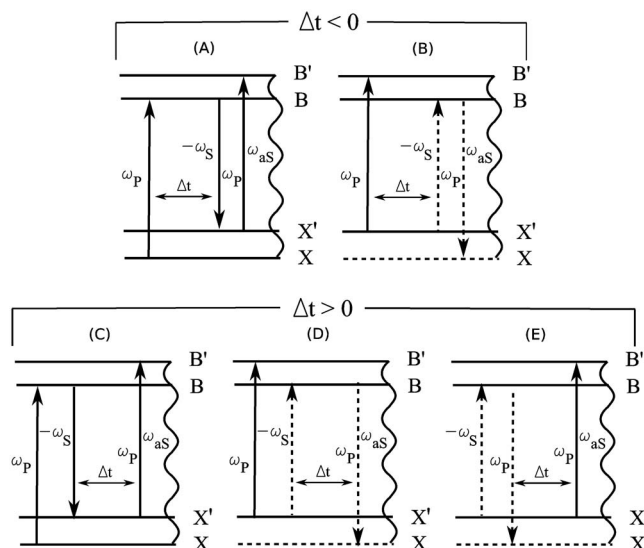 Δt < 0
(A) (B)
B' B'
B B
-ω_S -ω_S
ω_P ω_P ω_aS ω_P ω_P ω_aS
Δt Δt
X' X'
X X
Δt > 0
(C) (D) (E)
B' B' B'
B B B
-ω_S -ω_S -ω_S
ω_P ω_P ω_aS ω_P ω_P ω_aS ω_P ω_P ω_aS
Δt Δt Δt
X' X' X'
X X X